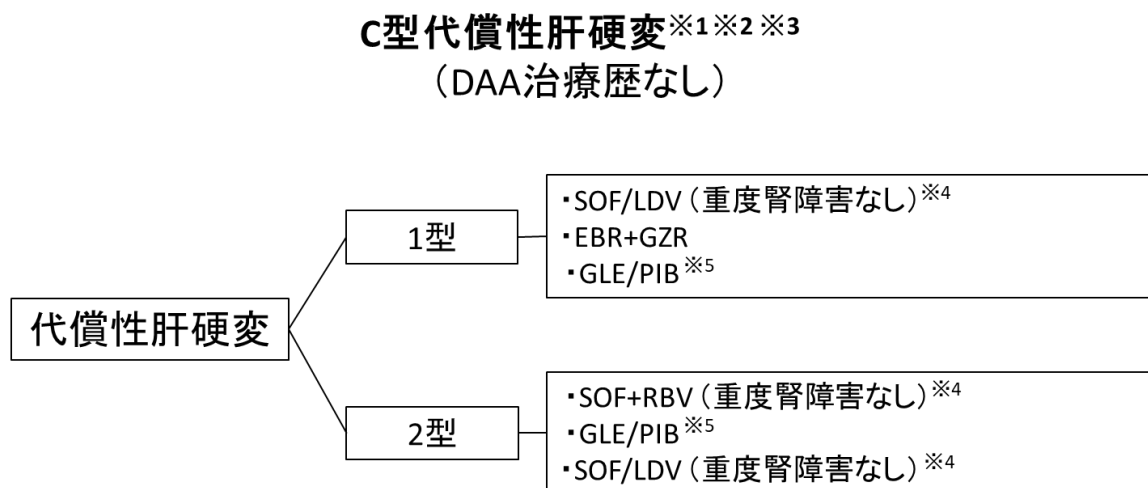 C型代償性肝硬変※1※2 ※3
（DAA治療歴なし）
代償性肝硬変
1型
・SOF/LDV（重度腎障害なし）※4
・EBR+GZR
・GLE/PIB※5
2型
・SOF+RBV（重度腎障害なし）※4
・GLE/PIB※5
・SOF/LDV（重度腎障害なし）※4